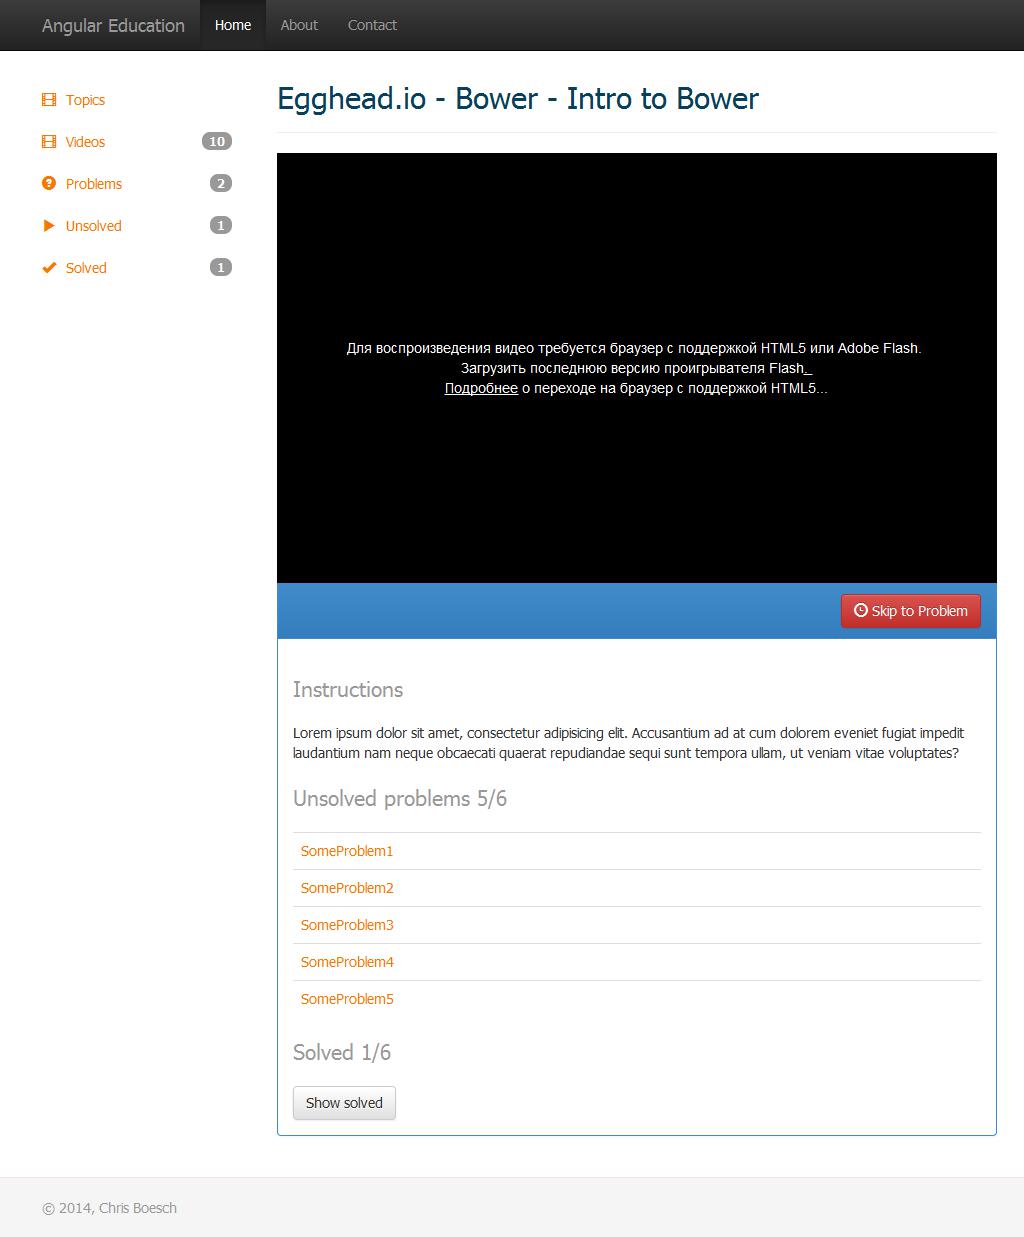 Angular Education Home About Contact
Topics
Videos 10
Problems 2
Unsolved 1
Solved 1
Egghead.io - Bower - Intro to Bower
Для воспроизведения видео требуется браузер с поддержкой HTML5 или Adobe Flash.
Загрузить последнюю версию проигрывателя Flash.
Подробнее о переходе на браузер с поддержкой HTML5...
Skip to Problem
Instructions
Lorem ipsum dolor sit amet, consectetur adipisicing elit. Accusantium ad at cum dolorem eveniet fugiat impedit
laudantium nam neque obcaecati quaerat repudiandae sequi sunt tempora ullam, ut veniam vitae voluptates?
Unsolved problems 5/6
SomeProblem1
SomeProblem2
SomeProblem3
SomeProblem4
SomeProblem5
Solved 1/6
Show solved
© 2014, Chris Boesch